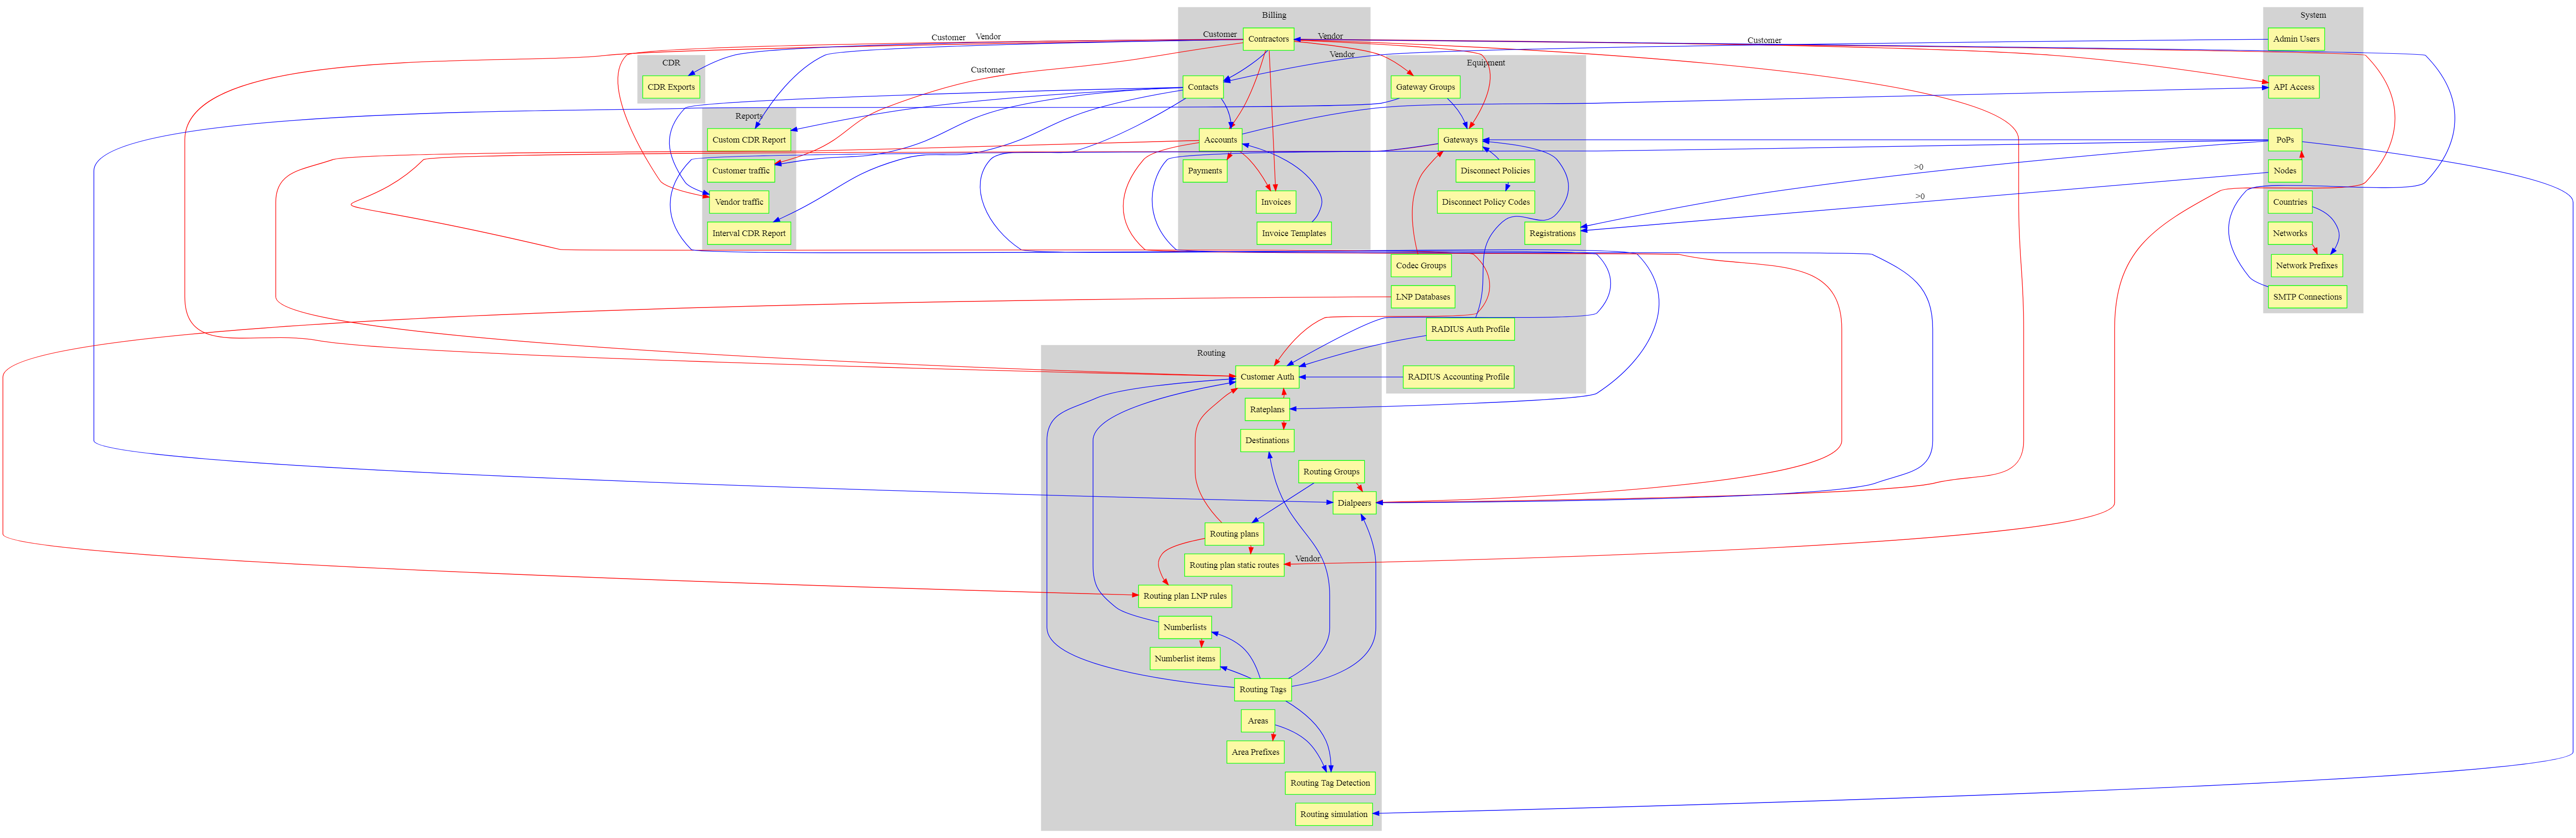 Billing
System
Customer
Vendor
Customer
Contractors
Vendor
Customer
Admin Users
Vendor
CDR
Equipment
Customer
CDR Exports
Contacts
Gateway Groups
API Access
Reports
Custom CDR Report
Accounts
Gateways
PoPs
Customer traffic
Payments
Disconnect Policies
>0
Nodes
Vendor traffic
Invoices
Disconnect Policy Codes
>0
Countries
Interval CDR Report
Invoice Templates
Registrations
Networks
Codec Groups
Network Prefixes
LNP Databases
SMTP Connections
RADIUS Auth Profile
Routing
Customer Auth
RADIUS Accounting Profile
Rateplans
Destinations
Routing Groups
Dialpeers
Routing plans
Vendor
Routing plan static routes
Routing plan LNP rules
Numberlists
Numberlist items
Routing Tags
Areas
Area Prefixes
Routing Tag Detection
Routing simulation